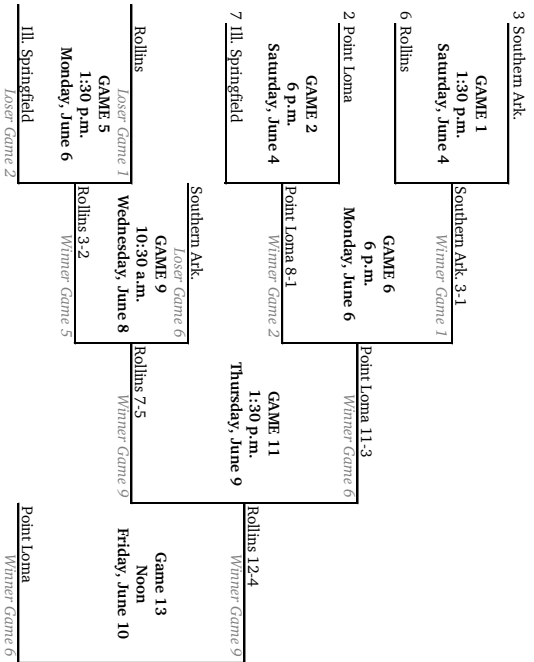 3 Southern Ark.
GAME 1
1:30 p.m.
Saturday, June 4
6 Rollins
2 Point Loma
GAME 2
6 p.m.
Saturday, June 4
7 Ill. Springfield
Rollins
Loser Game 1
GAME 5
1:30 p.m.
Monday, June 6
Ill. Springfield
Loser Game 2
Southern Ark. 3-1
Winner Game 1
GAME 6
6 p.m.
Monday, June 6
Point Loma 8-1
Winner Game 2
Southern Ark.
Loser Game 6
GAME 9
10:30 a.m.
Wednesday, June 8
Rollins 3-2
Winner Game 5
Point Loma 11-3
Winner Game 6
GAME 11
1:30 p.m.
Thursday, June 9
Rollins 7-5
Winner Game 9
Rollins 12-4
Winner Game 9
Game 13
Noon
Friday, June 10
Point Loma
Winner Game 6